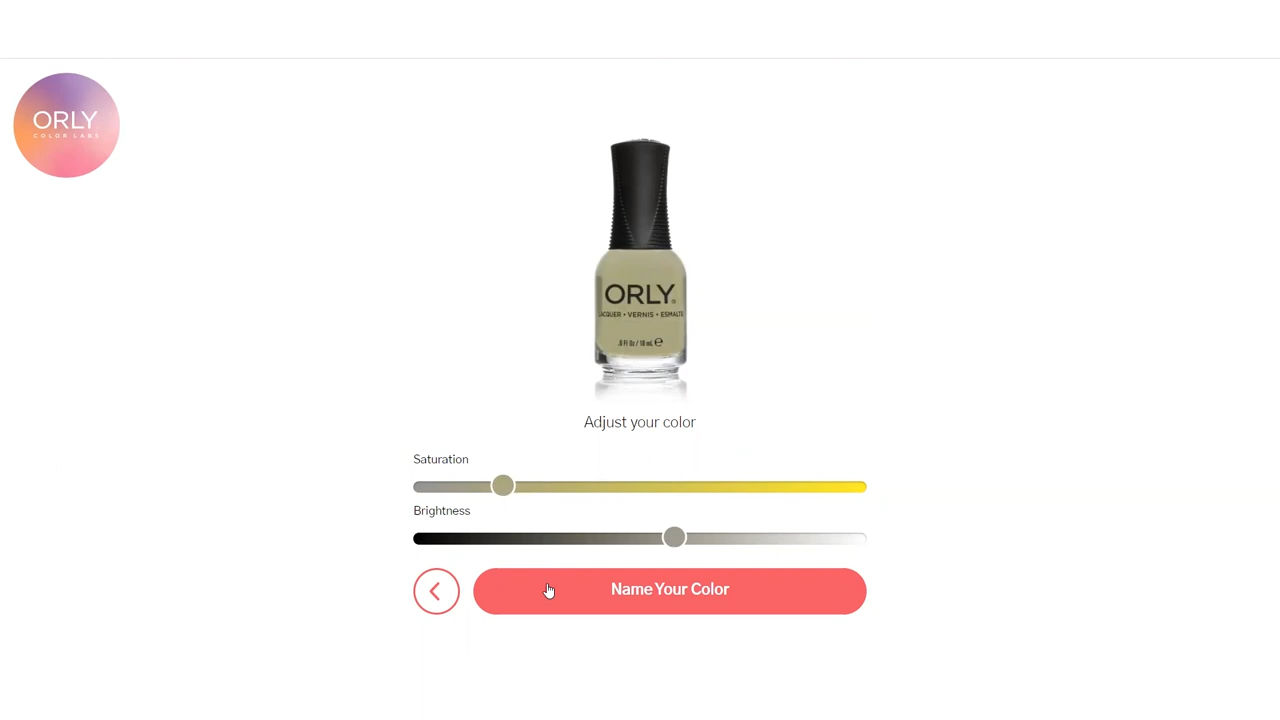 ORLY
COLOR LABS
ORLY
LACQUER • VERNIS • ESMALTE
.6 Fl Oz / 18 mL ℮
Adjust your color
Saturation
Brightness
Name Your Color